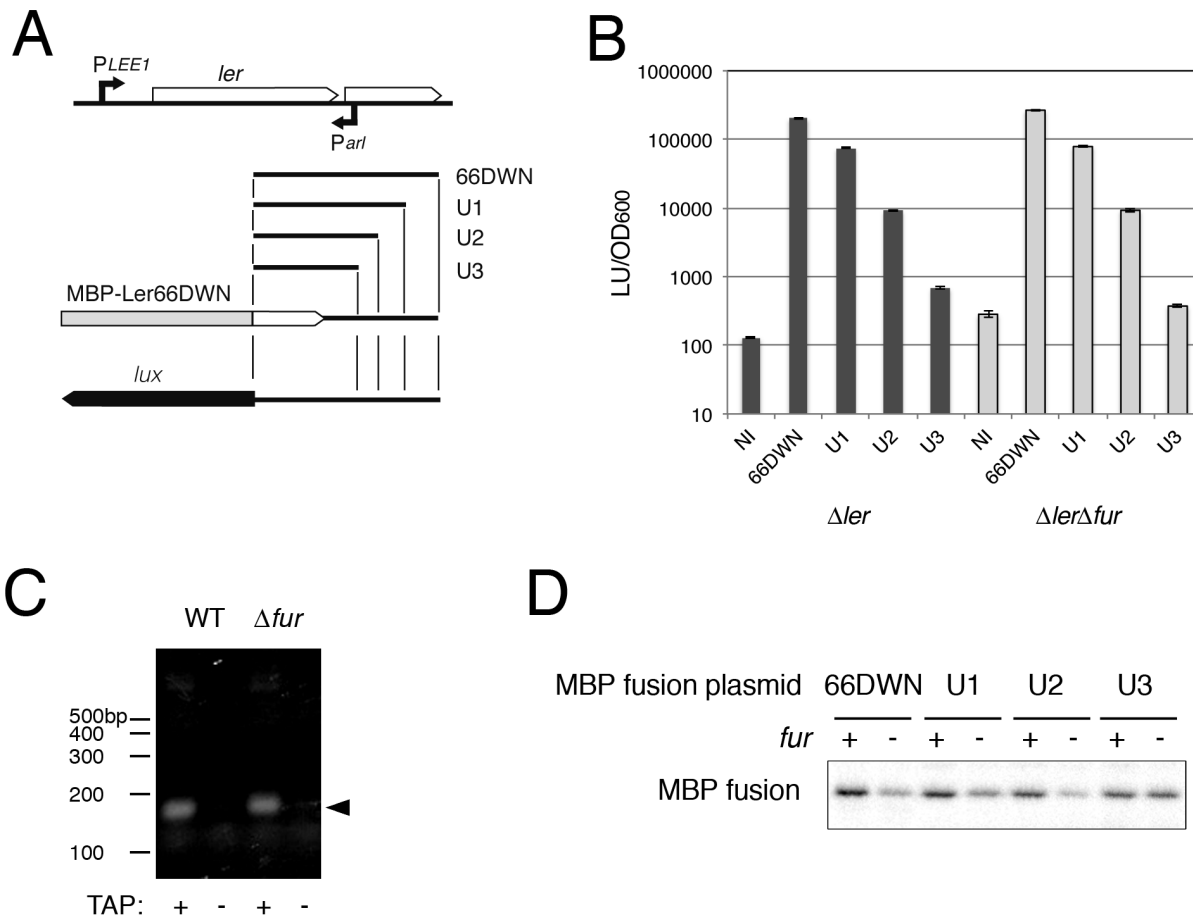 A
P LEE1
ler
P arl
66DWN
U1
U2
U3
MBP-Ler66DWN
lux
B
1000000
100000
10000
1000
100
10
LU/OD600
NI 66DWN U1 U2 U3 NI 66DWN U1 U2 U3
Δler ΔlerΔfur
C
WT Δfur
500bp
400
300
200
100
TAP: + - + -
D
MBP fusion plasmid 66DWN U1 U2 U3
fur + - + - + - + -
MBP fusion